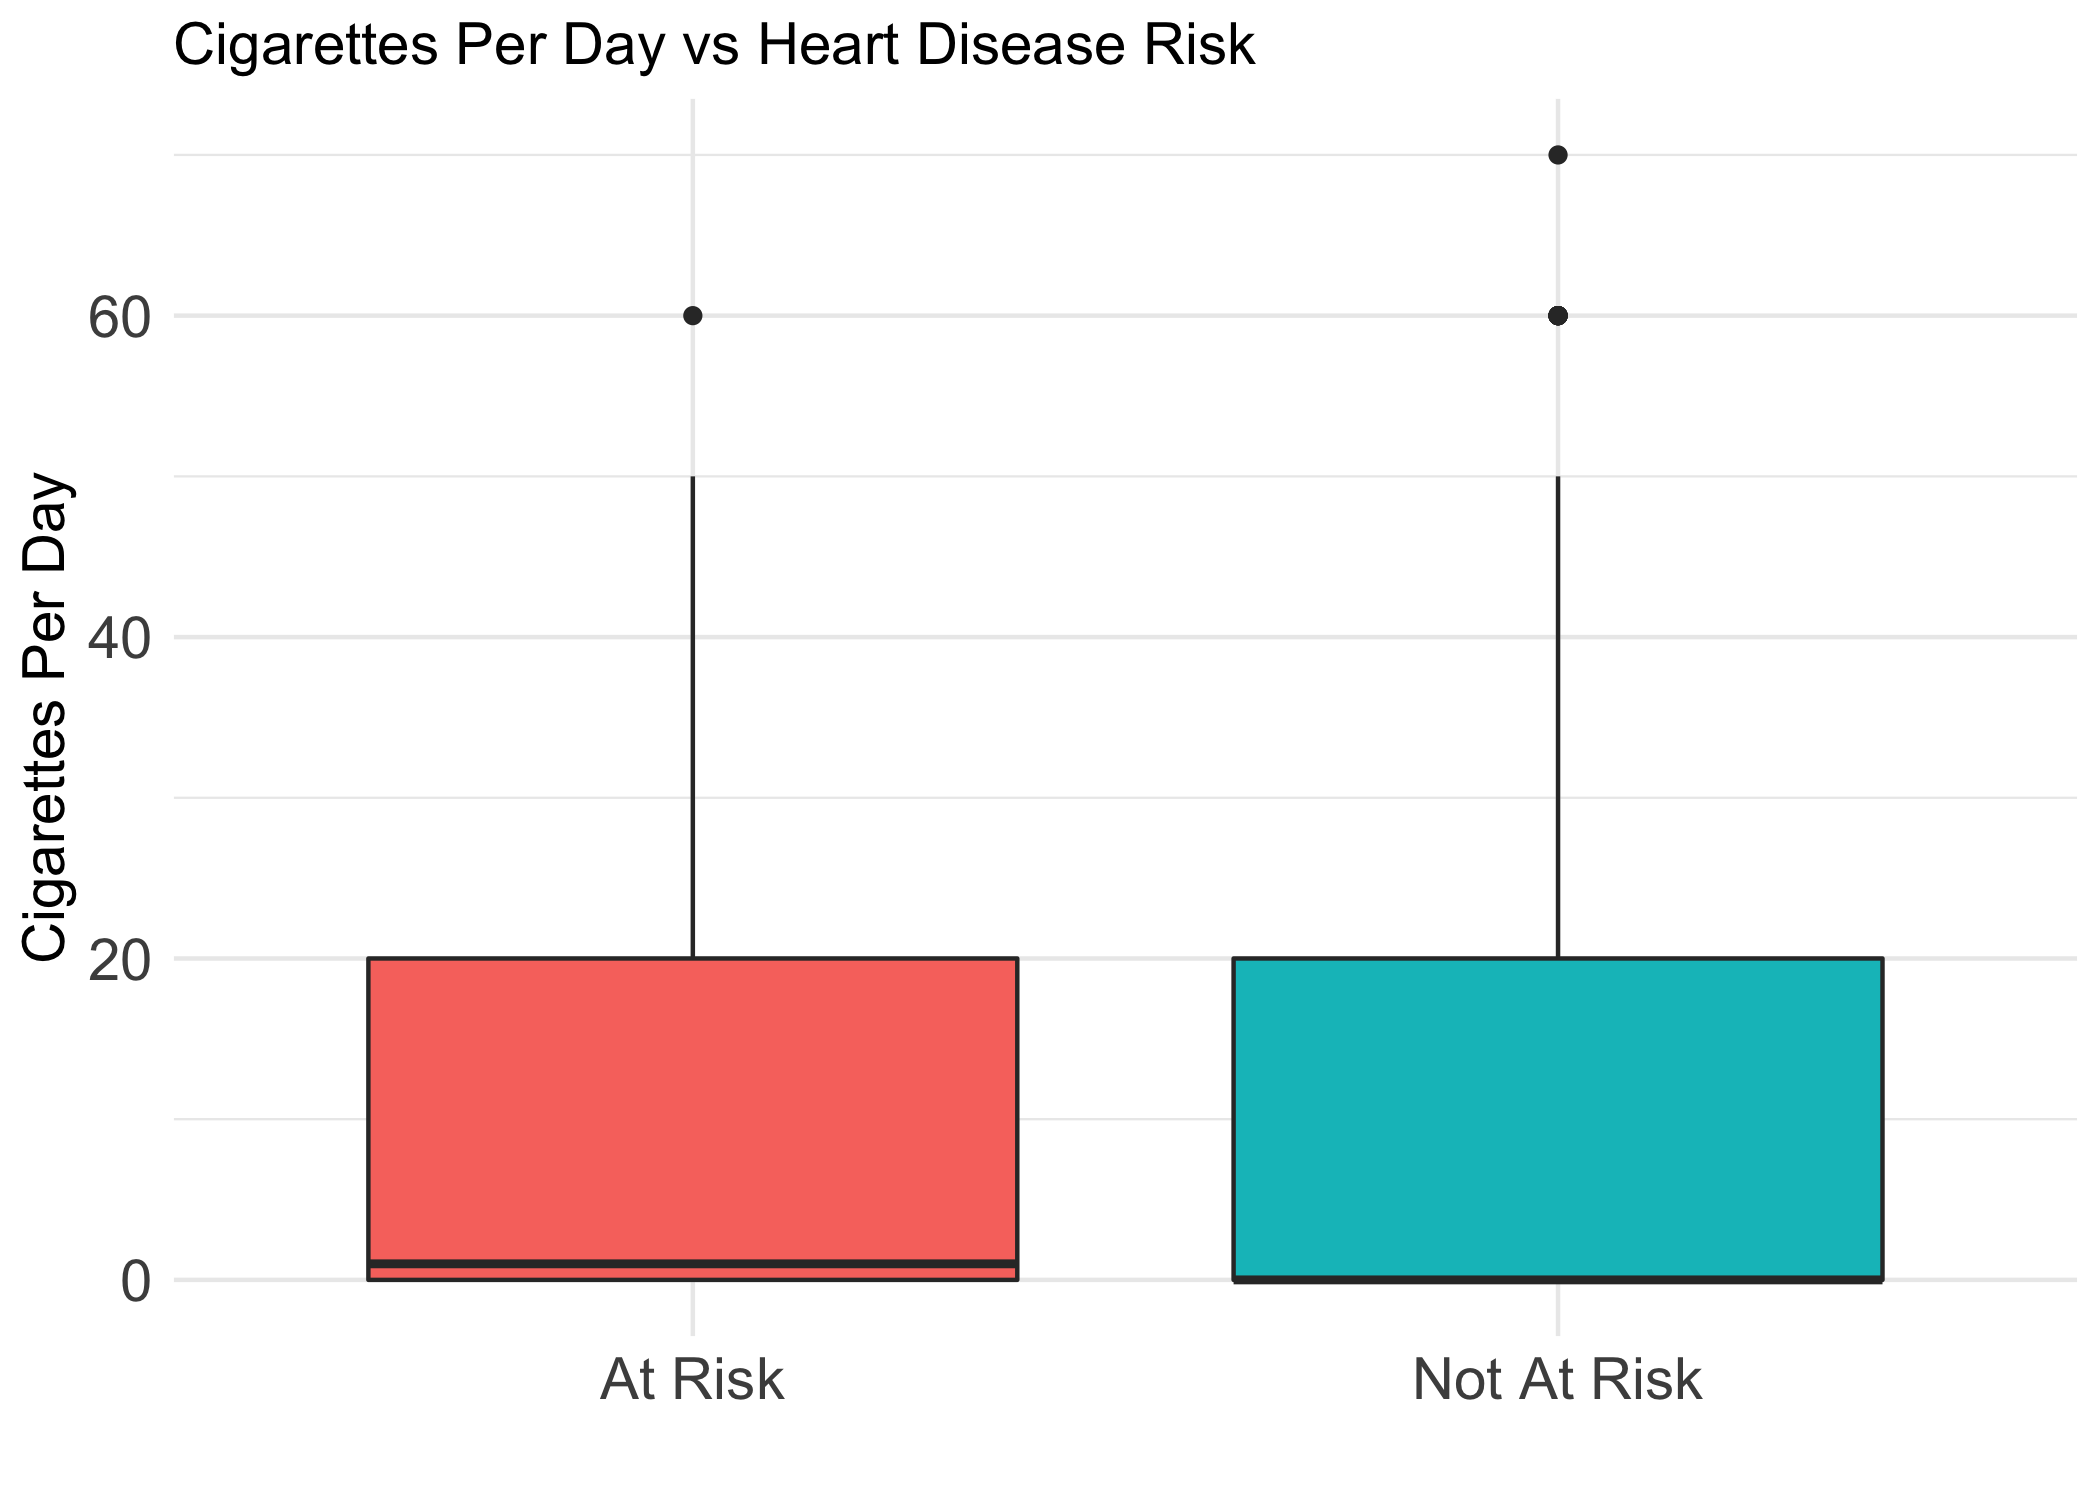 Cigarettes Per Day vs Heart Disease Risk
Cigarettes Per Day
60
40
20
0
At Risk
Not At Risk